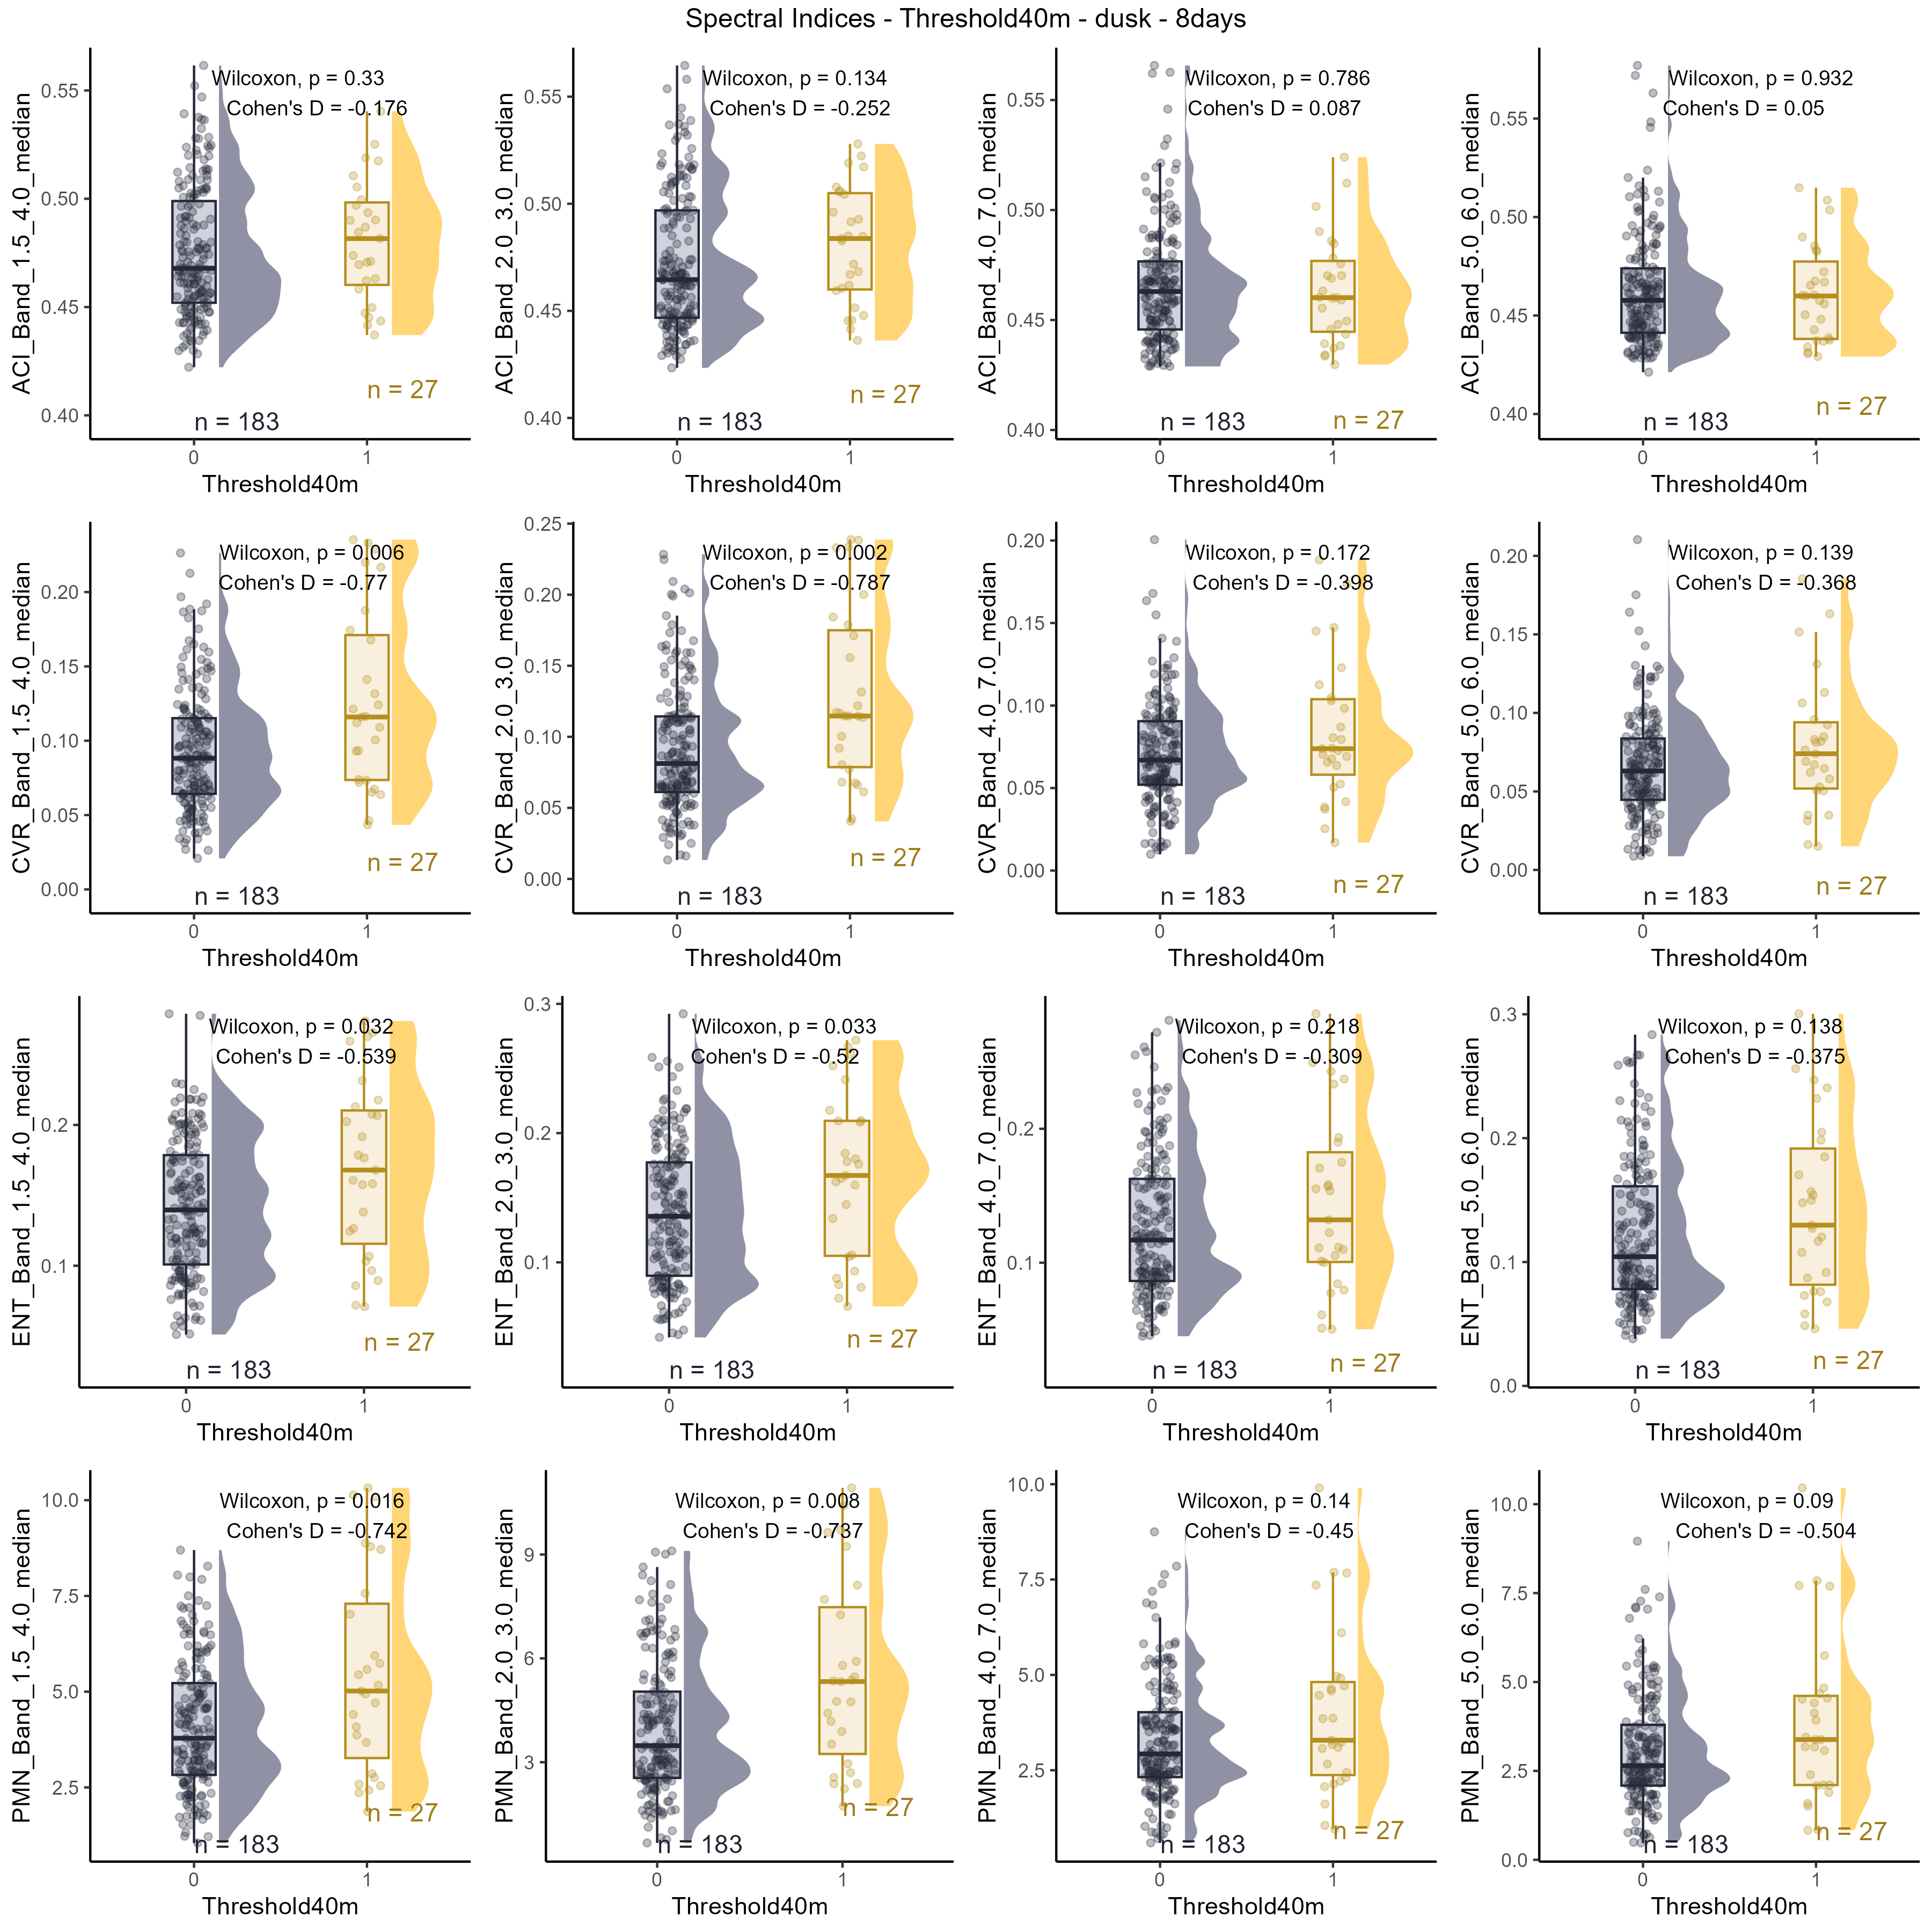 Spectral Indices - Threshold40m - dusk - 8days
ACI_Band_1.5_4.0_median
0.55
0.50
0.45
0.40
Wilcoxon, p = 0.33
Cohen's D = -0.176
n = 183
n = 27
0
1
Threshold40m
ACI_Band_2.0_3.0_median
0.55
0.50
0.45
0.40
Wilcoxon, p = 0.134
Cohen's D = -0.252
n = 183
n = 27
0
1
Threshold40m
ACI_Band_4.0_7.0_median
0.55
0.50
0.45
0.40
Wilcoxon, p = 0.786
Cohen's D = 0.087
n = 183
n = 27
0
1
Threshold40m
ACI_Band_5.0_6.0_median
0.55
0.50
0.45
0.40
Wilcoxon, p = 0.932
Cohen's D = 0.05
n = 183
n = 27
0
1
Threshold40m
CVR_Band_1.5_4.0_median
0.20
0.15
0.10
0.05
0.00
Wilcoxon, p = 0.006
Cohen's D = -0.77
n = 183
n = 27
0
1
Threshold40m
CVR_Band_2.0_3.0_median
0.25
0.20
0.15
0.10
0.05
0.00
Wilcoxon, p = 0.002
Cohen's D = -0.787
n = 183
n = 27
0
1
Threshold40m
CVR_Band_4.0_7.0_median
0.20
0.15
0.10
0.05
0.00
Wilcoxon, p = 0.172
Cohen's D = -0.398
n = 183
n = 27
0
1
Threshold40m
CVR_Band_5.0_6.0_median
0.20
0.15
0.10
0.05
0.00
Wilcoxon, p = 0.139
Cohen's D = -0.368
n = 183
n = 27
0
1
Threshold40m
ENT_Band_1.5_4.0_median
0.2
0.1
Wilcoxon, p = 0.032
Cohen's D = -0.539
n = 183
n = 27
0
1
Threshold40m
ENT_Band_2.0_3.0_median
0.3
0.2
0.1
Wilcoxon, p = 0.033
Cohen's D = -0.52
n = 183
n = 27
0
1
Threshold40m
ENT_Band_4.0_7.0_median
0.2
0.1
Wilcoxon, p = 0.218
Cohen's D = -0.309
n = 183
n = 27
0
1
Threshold40m
ENT_Band_5.0_6.0_median
0.3
0.2
0.1
0.0
Wilcoxon, p = 0.138
Cohen's D = -0.375
n = 183
n = 27
0
1
Threshold40m
PMN_Band_1.5_4.0_median
10.0
7.5
5.0
2.5
Wilcoxon, p = 0.016
Cohen's D = -0.742
n = 183
n = 27
0
1
Threshold40m
PMN_Band_2.0_3.0_median
9
6
3
Wilcoxon, p = 0.008
Cohen's D = -0.737
n = 183
n = 27
0
1
Threshold40m
PMN_Band_4.0_7.0_median
10.0
7.5
5.0
2.5
Wilcoxon, p = 0.14
Cohen's D = -0.45
n = 183
n = 27
0
1
Threshold40m
PMN_Band_5.0_6.0_median
10.0
7.5
5.0
2.5
0.0
Wilcoxon, p = 0.09
Cohen's D = -0.504
n = 183
n = 27
0
1
Threshold40m